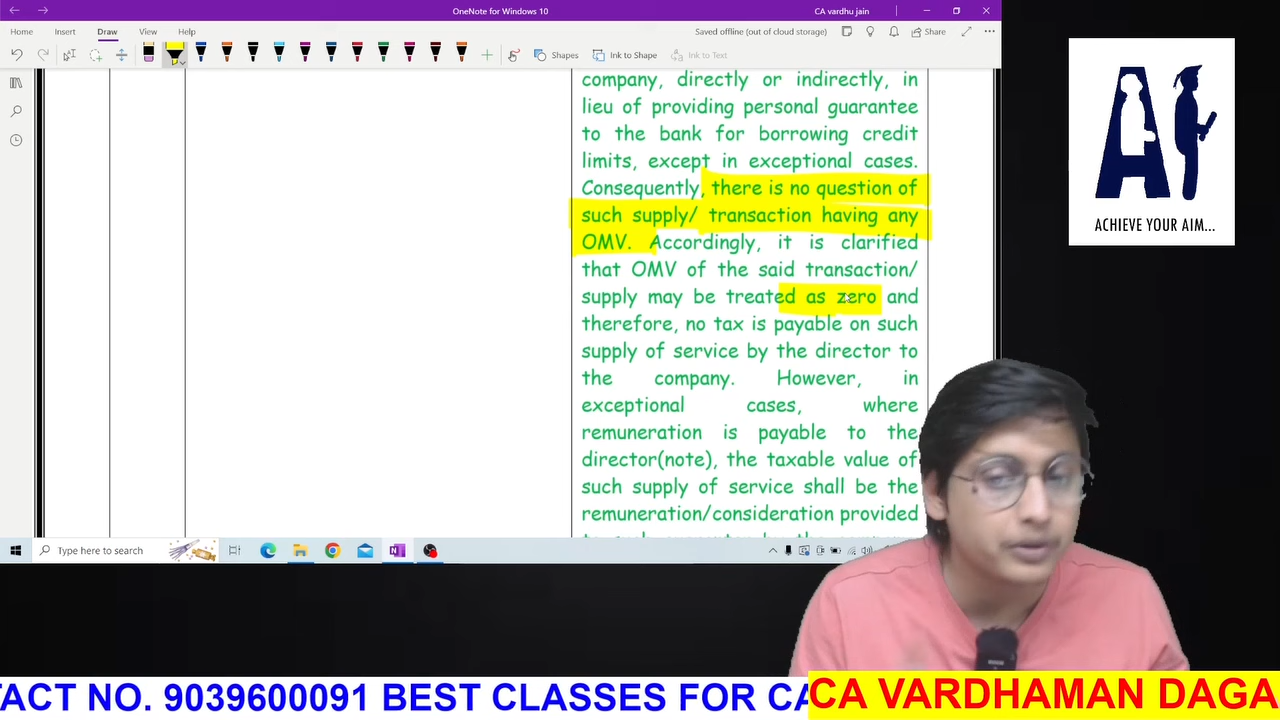 OneNote for Windows 10
CA vardhu jain
Home Insert Draw View Help
Saved offline (out of cloud storage)
Share
Shapes
Ink to Shape
Ink to Text
company, directly or indirectly, in
lieu of providing personal guarantee
to the bank for borrowing credit
limits, except in exceptional cases.
Consequently, there is no question of
such supply/ transaction having any
OMV. Accordingly, it is clarified
that OMV of the said transaction/
supply may be treated as zero and
therefore, no tax is payable on such
supply of service by the director to
the company. However, in
exceptional cases, where
remuneration is payable to the
director(note), the taxable value of
such supply of service shall be the
remuneration/consideration provided
Type here to search
AI
ACHIEVE YOUR AIM...
TACT NO. 9039600091 BEST CLASSES FOR CA
CA VARDHAMAN DAGA